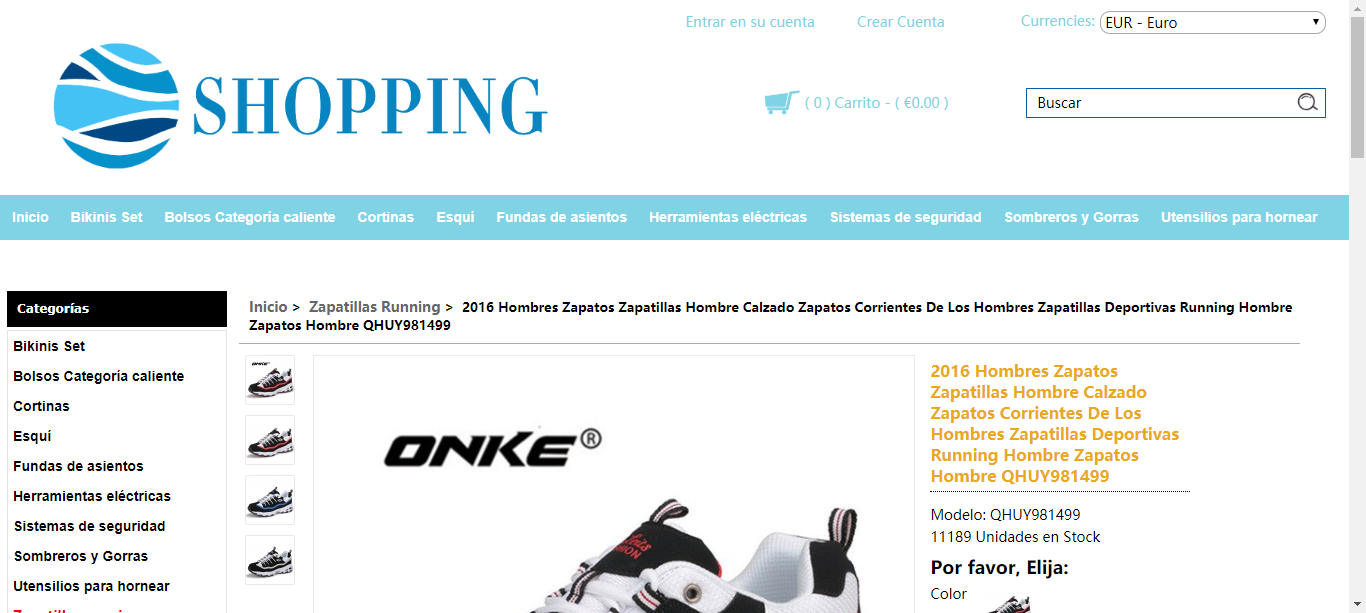 Entrar en su cuenta
Crear Cuenta
Currencies: EUR - Euro
SHOPPING
( 0 ) Carrito - ( €0.00 )
Buscar
Inicio Bikinis Set Bolsos Categoría caliente Cortinas Esquí Fundas de asientos Herramientas eléctricas Sistemas de seguridad Sombreros y Gorras Utensilios para hornear
Categorías
Bikinis Set
Bolsos Categoría caliente
Cortinas
Esquí
Fundas de asientos
Herramientas eléctricas
Sistemas de seguridad
Sombreros y Gorras
Utensilios para hornear
Inicio > Zapatillas Running > 2016 Hombres Zapatos Zapatillas Hombre Calzado Zapatos Corrientes De Los Hombres Zapatillas Deportivas Running Hombre
Zapatos Hombre QHUY981499
ONKE®
2016 Hombres Zapatos
Zapatillas Hombre Calzado
Zapatos Corrientes De Los
Hombres Zapatillas Deportivas
Running Hombre Zapatos
Hombre QHUY981499
Modelo: QHUY981499
11189 Unidades en Stock
Por favor, Elija:
Color